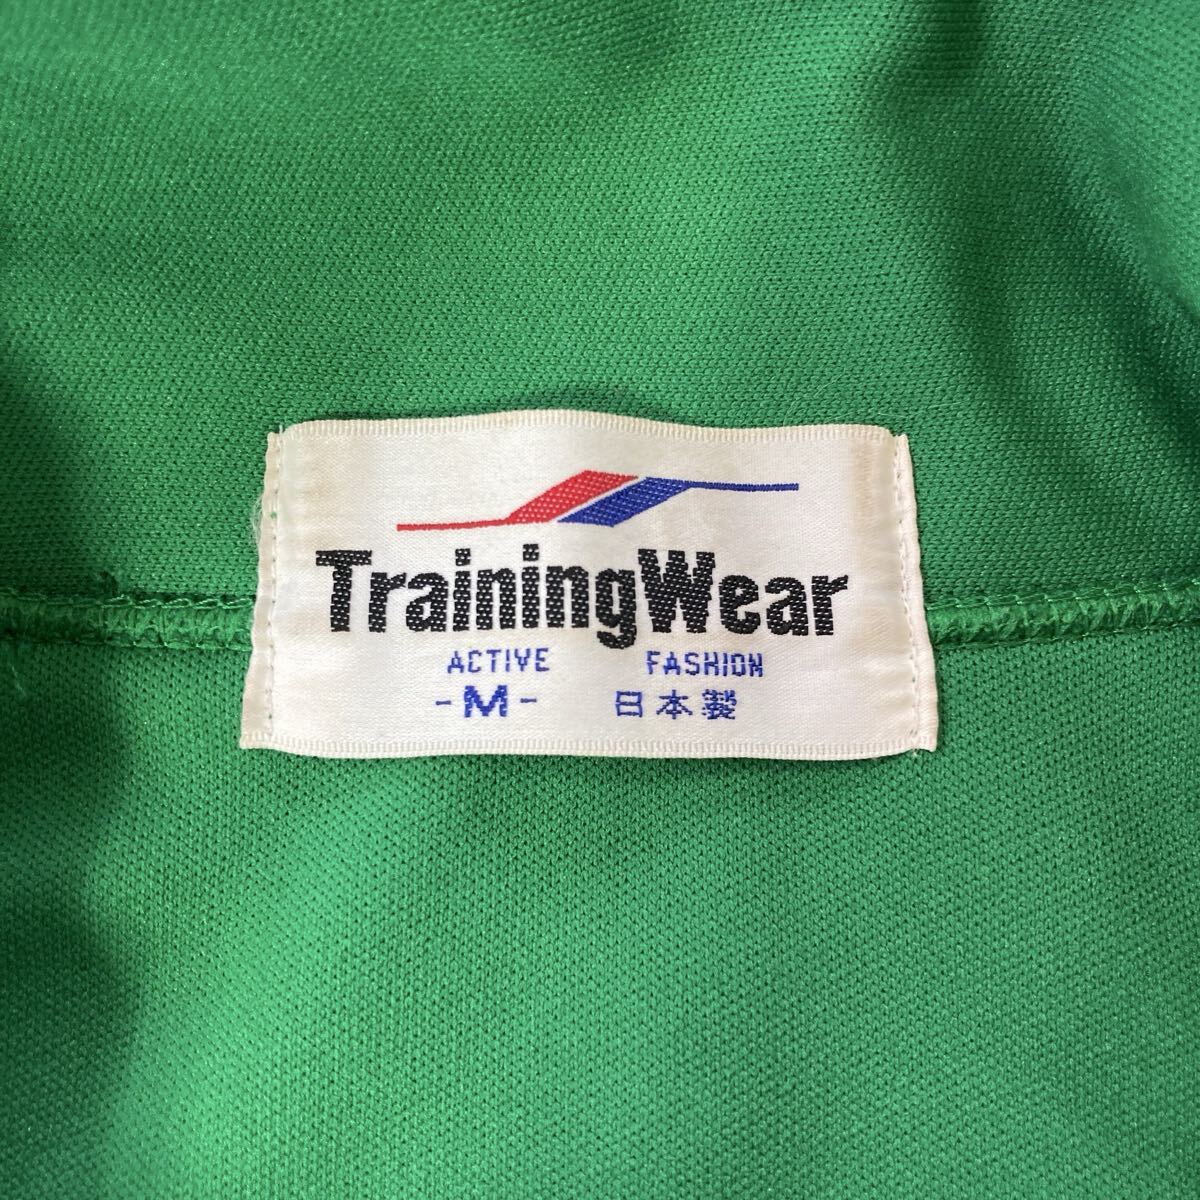 TrainingWear
ACTIVE FASHION
-M- 日本製